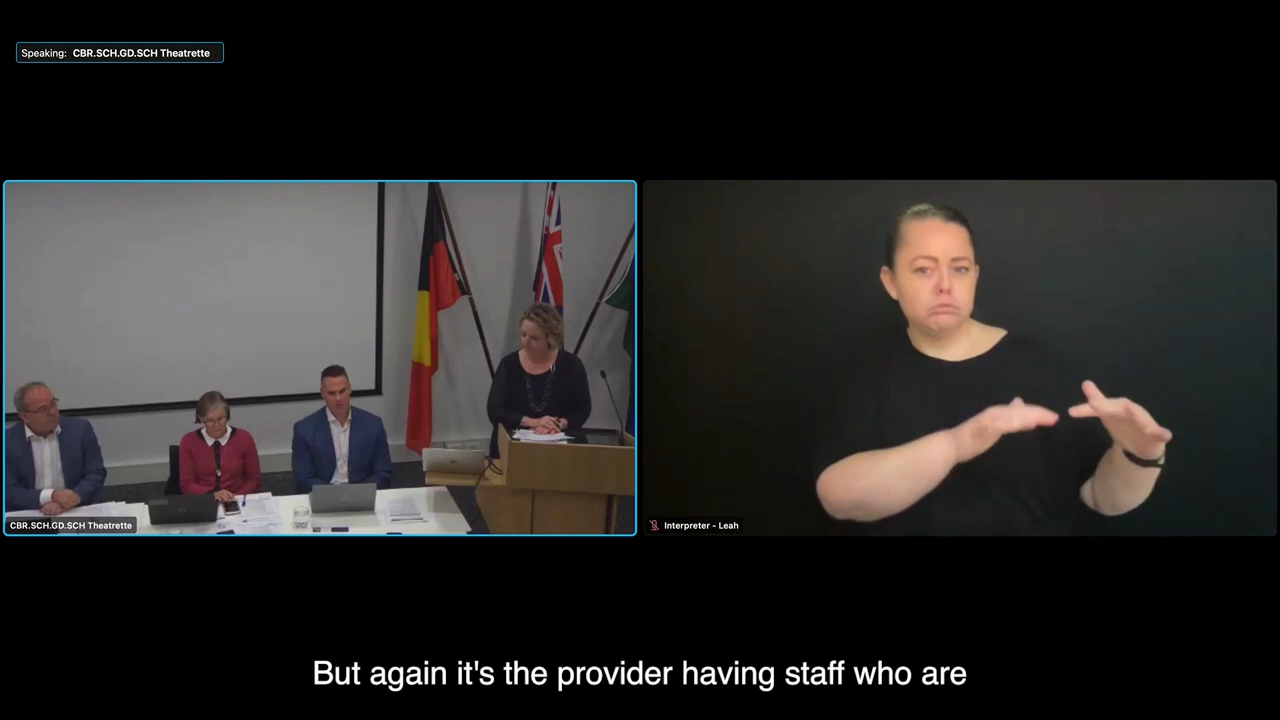 Speaking: CBR.SCH.GD.SCH Theatrette
CBR.SCH.GD.SCH Theatrette
Interpreter - Leah
But again it's the provider having staff who are